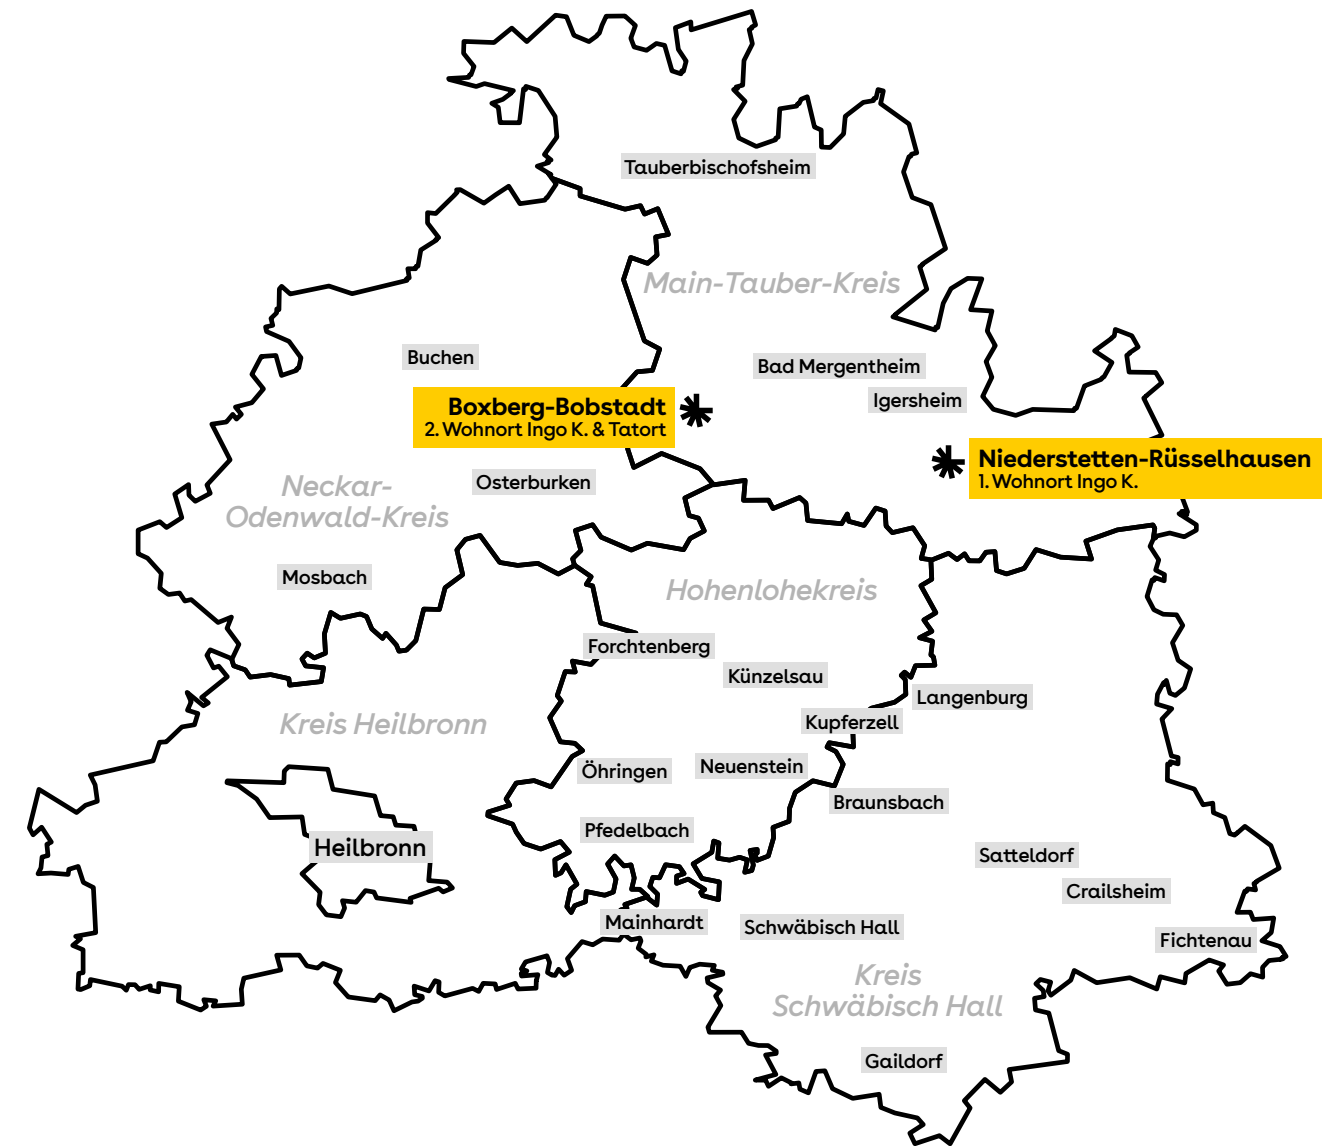 Tauberbischofsheim
Main-Tauber-Kreis
Buchen
Bad Mergentheim
Igersheim
Boxberg-Bobstadt
2. Wohnort Ingo K. & Tatort
Niederstetten-Rüsselhausen
1. Wohnort Ingo K.
Osterburken
Neckar-
Odenwald-Kreis
Mosbach
Hohenlohekreis
Forchtenberg
Künzelsau
Langenburg
Kreis Heilbronn
Kupferzell
Öhringen
Neuenstein
Braunsbach
Pfedelbach
Heilbronn
Satteldorf
Crailsheim
Mainhardt
Schwäbisch Hall
Fichtenau
Kreis
Schwäbisch Hall
Gaildorf